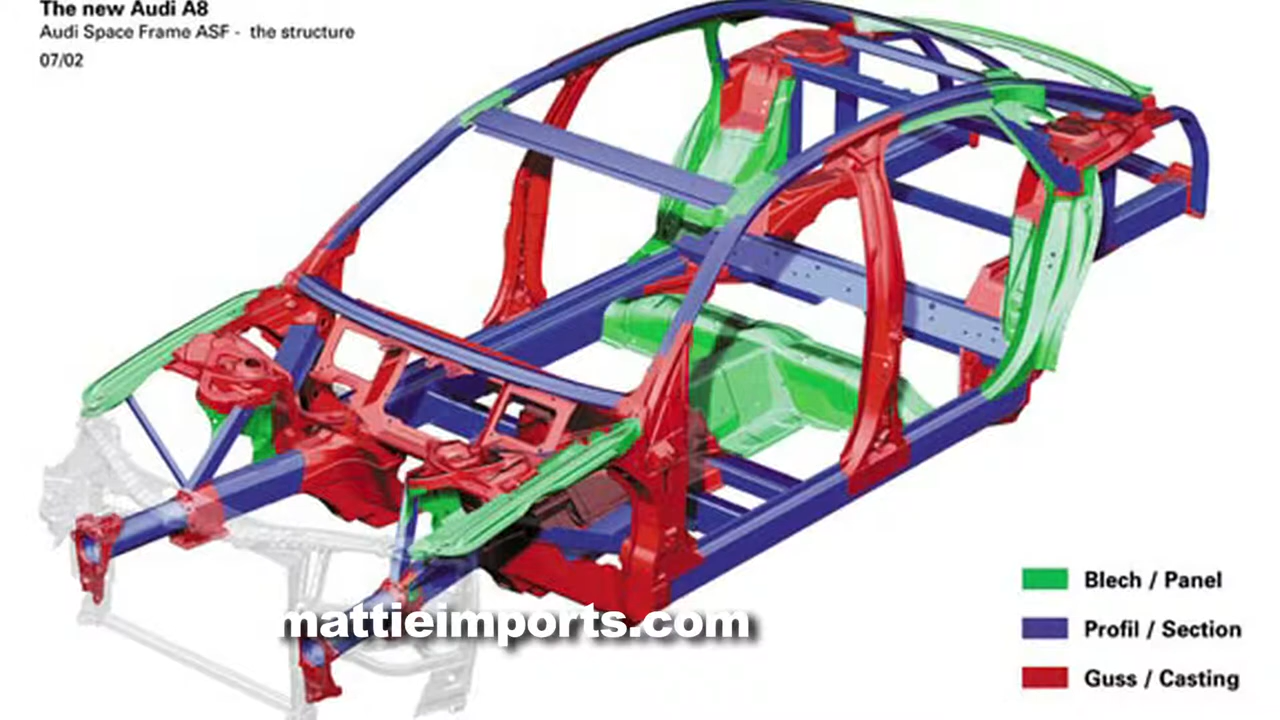 The new Audi A8
Audi Space Frame ASF - the structure
07/02
mattieimports.com
Blech / Panel
Profil / Section
Guss / Casting